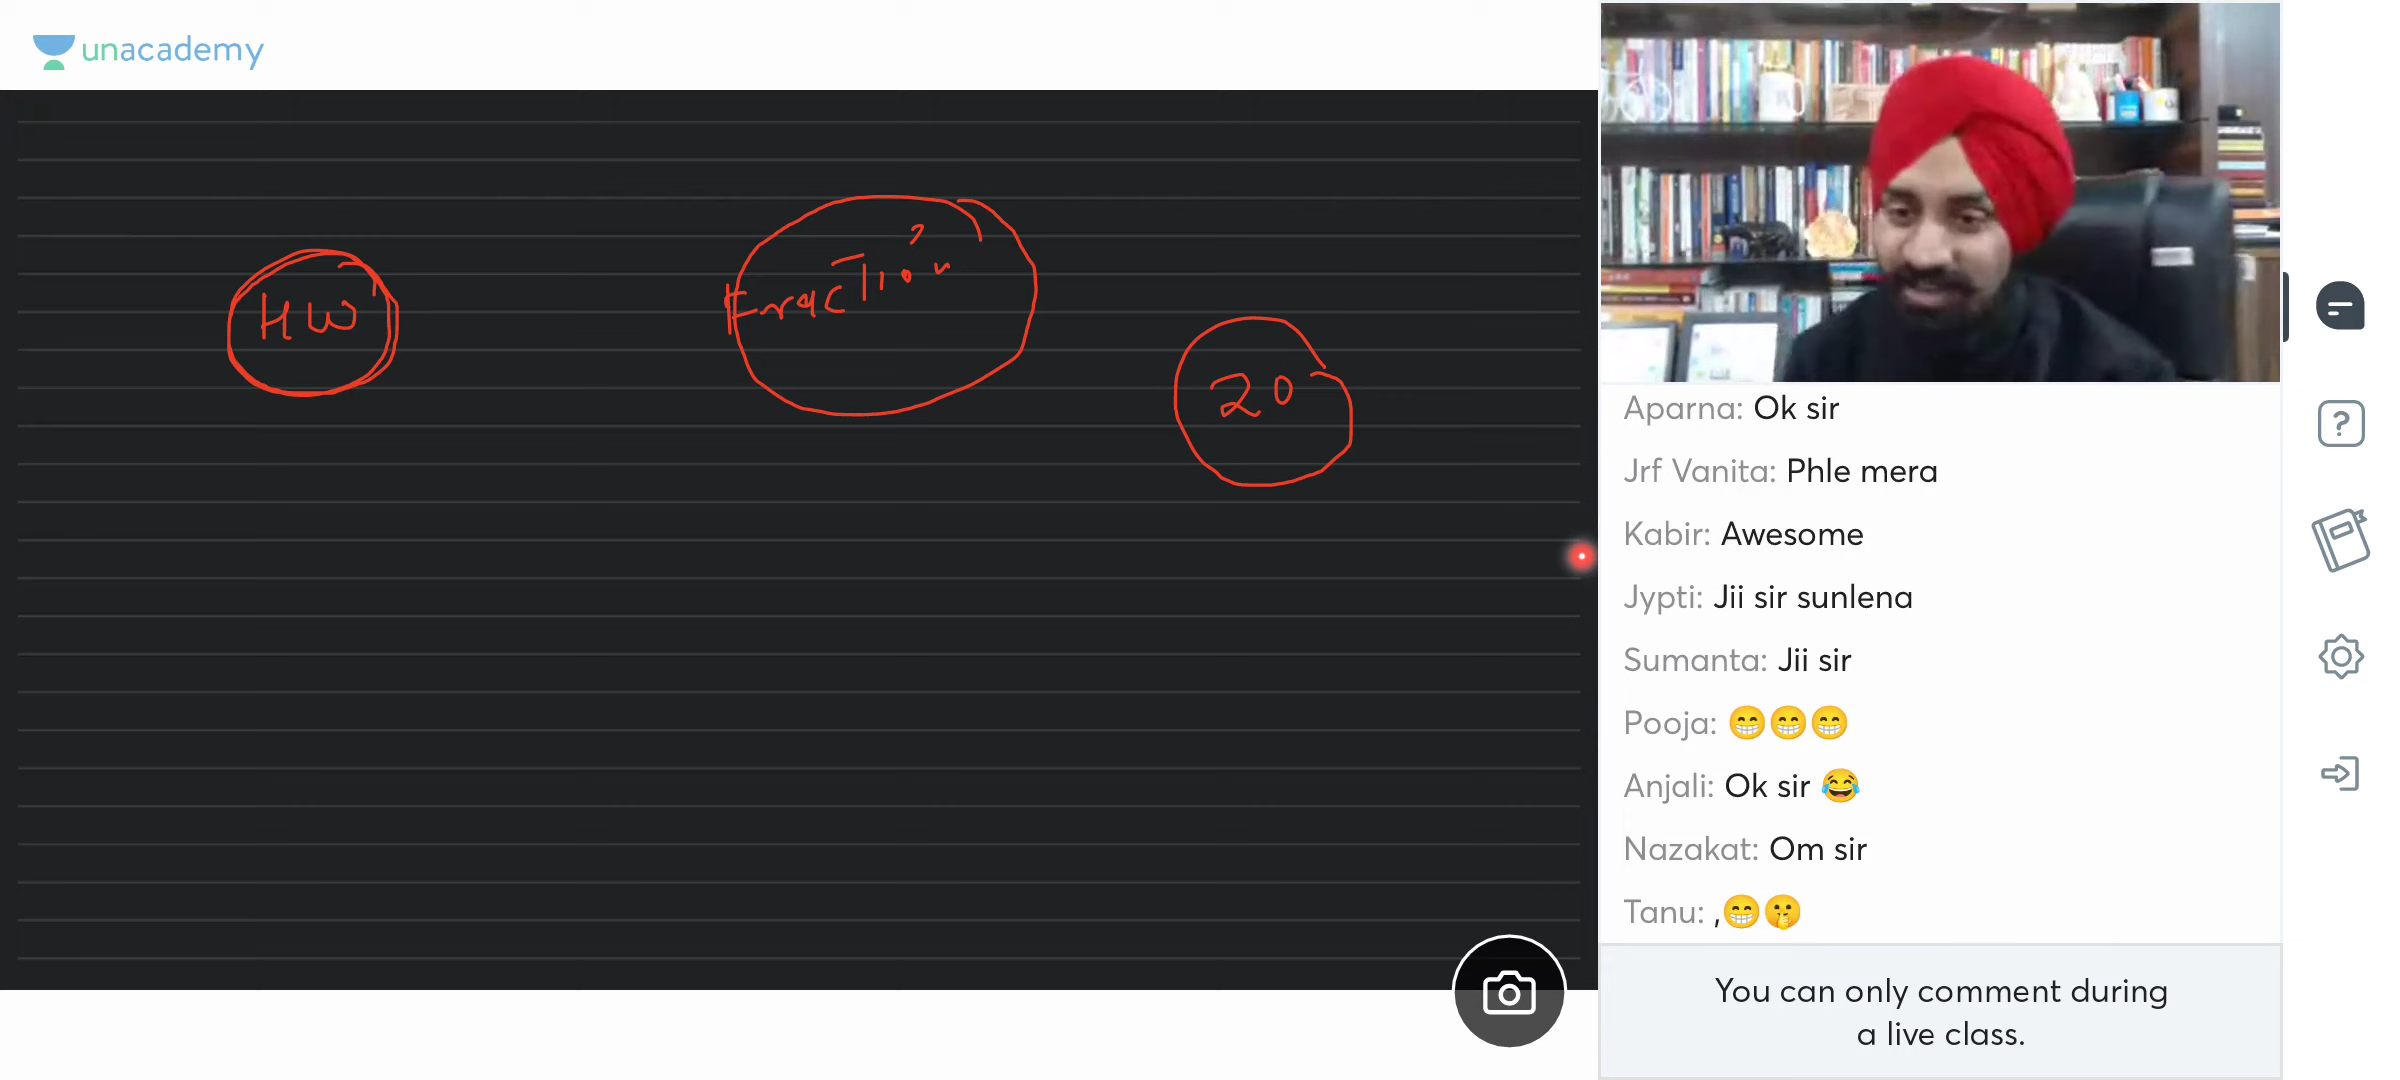 unacademy
HW
Fraction
20
Aparna: Ok sir
Jrf Vanita: Phle mera
Kabir: Awesome
Jypti: Jii sir sunlena
Sumanta: Jii sir
Pooja: 😁😁😁
Anjali: Ok sir 😂
Nazakat: Om sir
Tanu: ,😁🤫
You can only comment during
a live class.